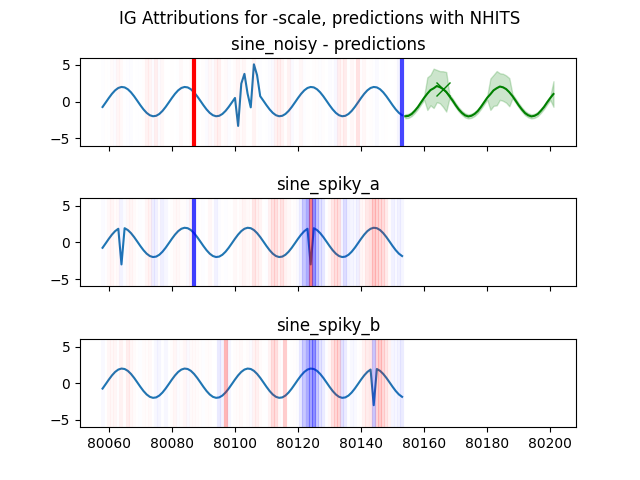 IG Attributions for -scale, predictions with NHITS
sine_noisy - predictions
5
0
−5
sine_spiky_a
5
0
−5
sine_spiky_b
5
0
−5
80060 80080 80100 80120 80140 80160 80180 80200